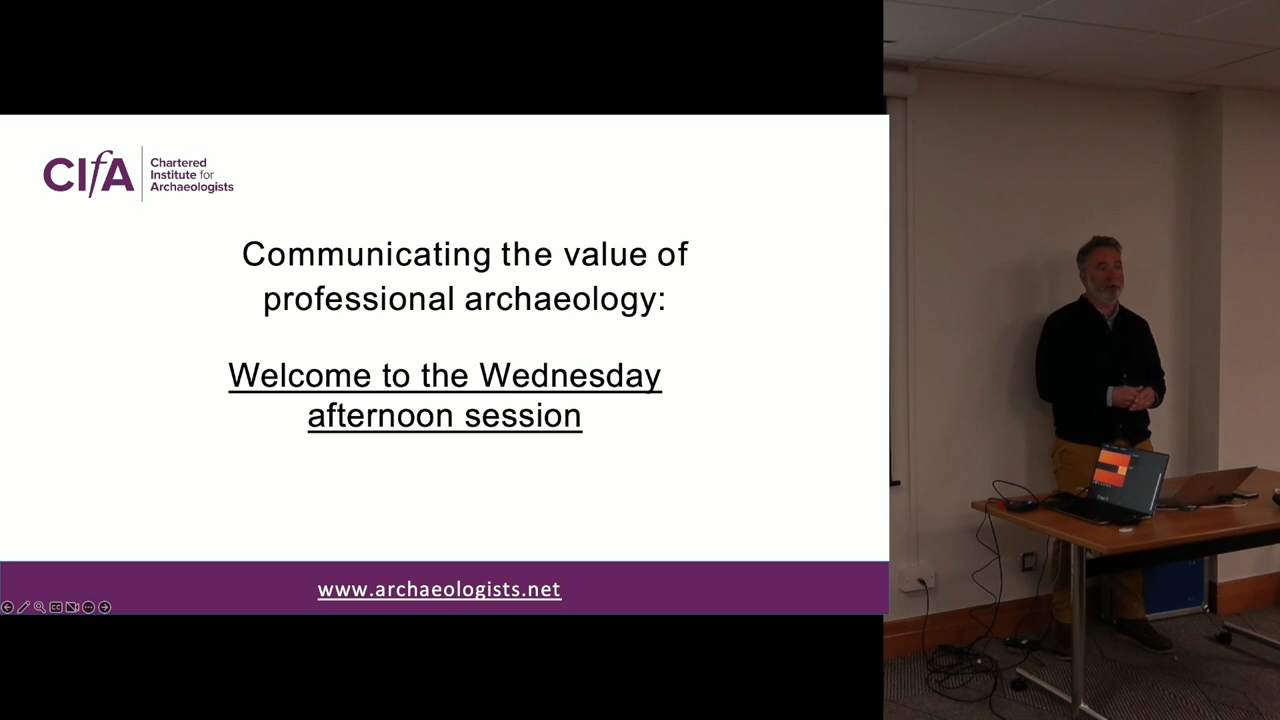 CIfA
Chartered
Institute for
Archaeologists
Communicating the value of
professional archaeology:
Welcome to the Wednesday
afternoon session
www.archaeologists.net